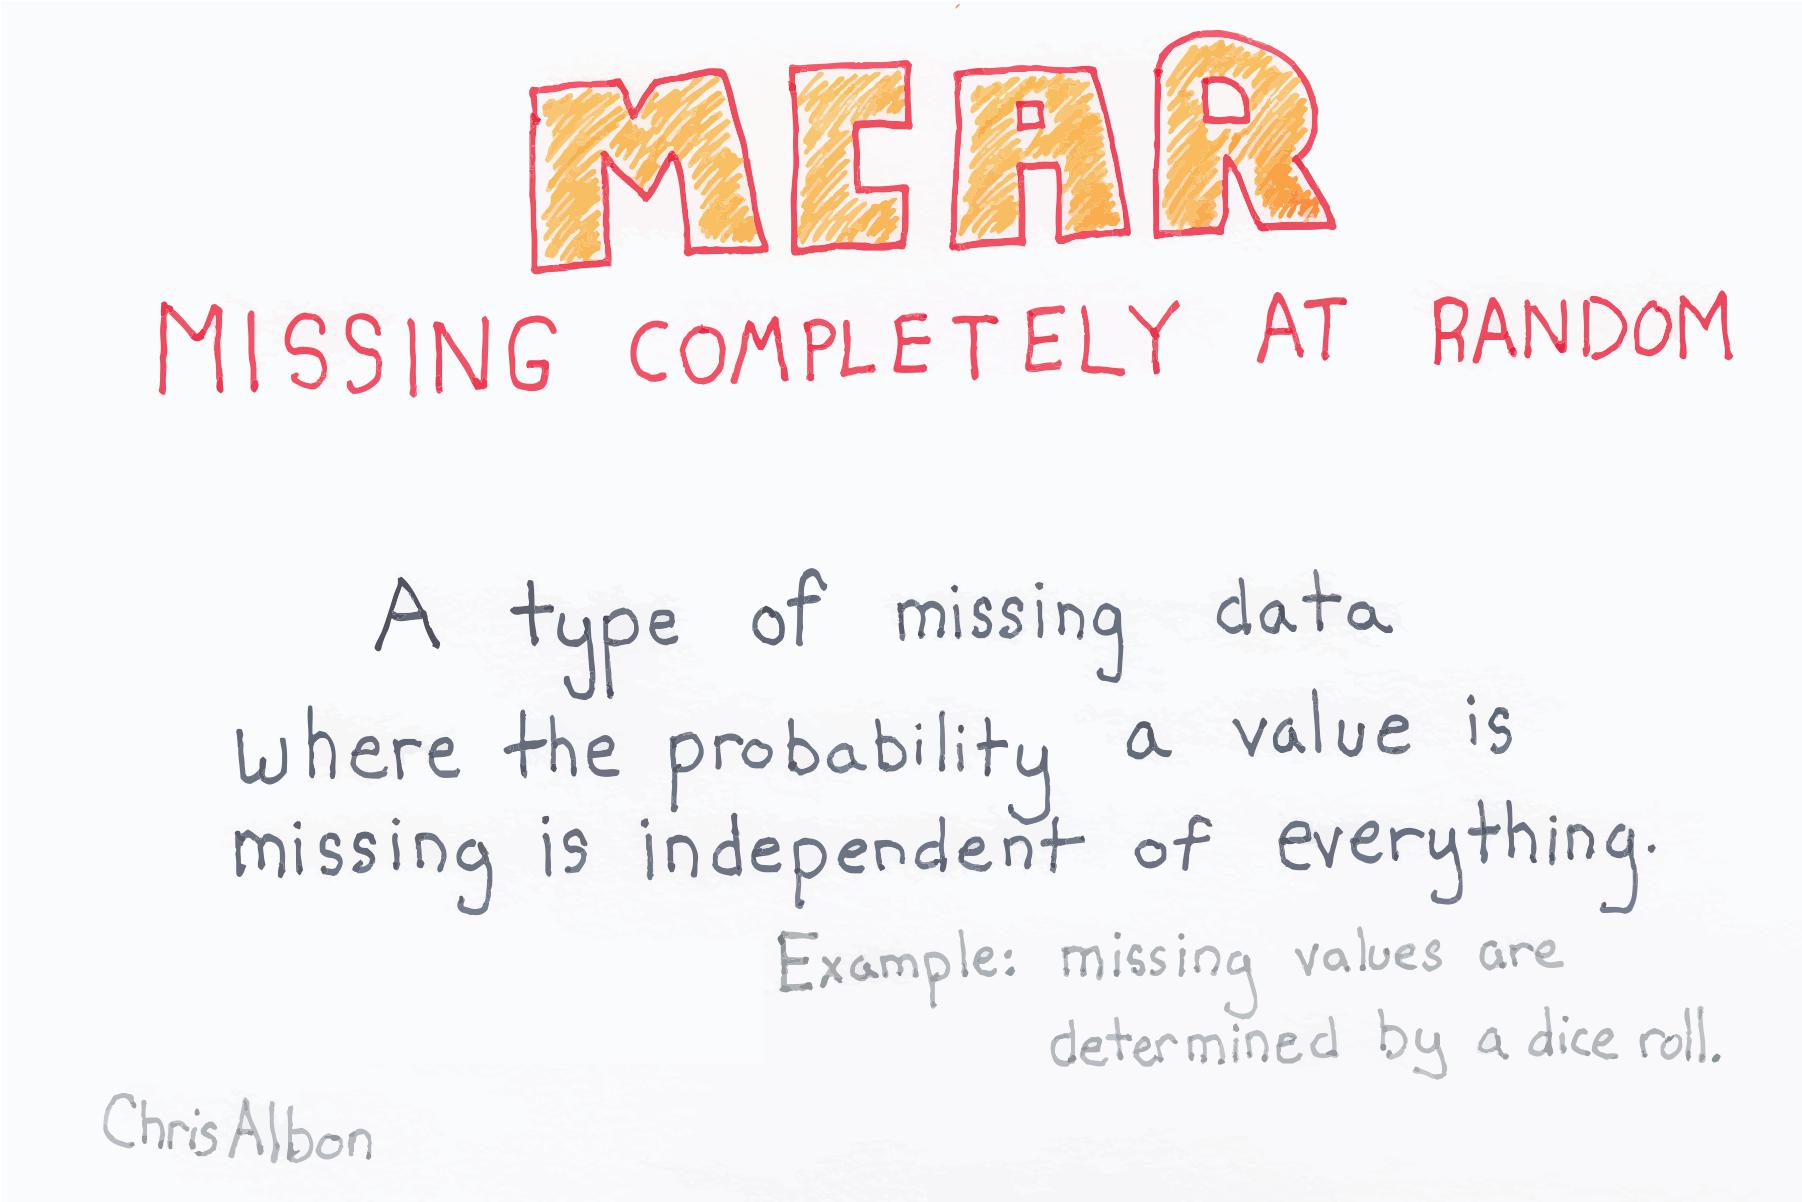 MCAR
MISSING COMPLETELY AT RANDOM
A type of missing data
where the probability a value is
missing is independent of everything.
Example: missing values are
determined by a dice roll.
Chris Albon